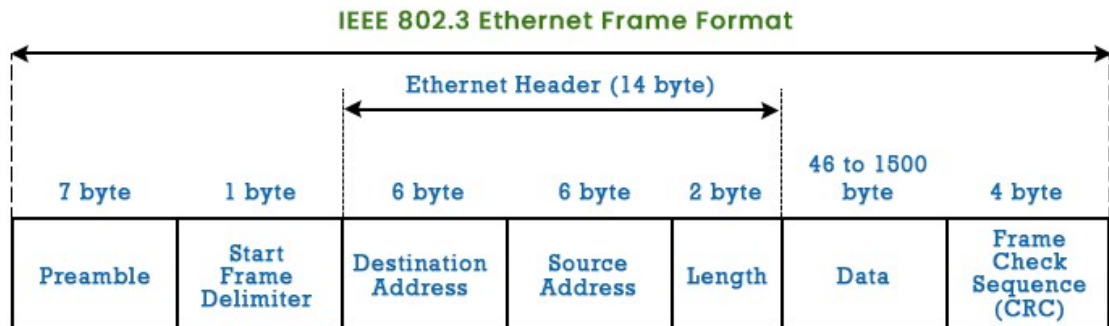 IEEE 802.3 Ethernet Frame Format
Ethernet Header (14 byte)
7 byte
1 byte
6 byte
6 byte
2 byte
46 to 1500
byte
4 byte
Preamble
Start
Frame
Delimiter
Destination
Address
Source
Address
Length
Data
Frame
Check
Sequence
(CRC)